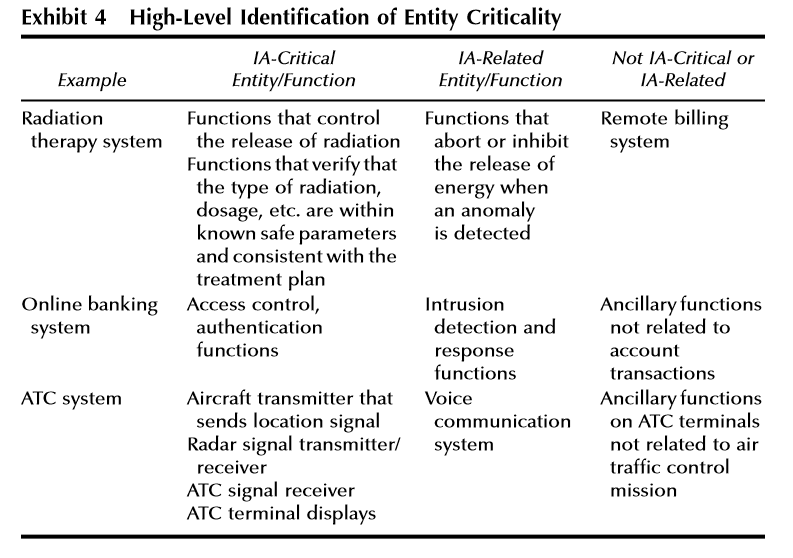 Exhibit 4 High-Level Identification of Entity Criticality
Example
IA-Critical
Entity/Function
IA-Related
Entity/Function
Not IA-Critical or
IA-Related
Radiation
therapy system
Functions that control
the release of radiation
Functions that verify that
the type of radiation,
dosage, etc. are within
known safe parameters
and consistent with the
treatment plan
Functions that
abort or inhibit
the release of
energy when
an anomaly
is detected
Remote billing
system
Online banking
system
Access control,
authentication
functions
Intrusion
detection and
response
functions
Ancillary functions
not related to
account
transactions
ATC system
Aircraft transmitter that
sends location signal
Radar signal transmitter/
receiver
ATC signal receiver
ATC terminal displays
Voice
communication
system
Ancillary functions
on ATC terminals
not related to air
traffic control
mission